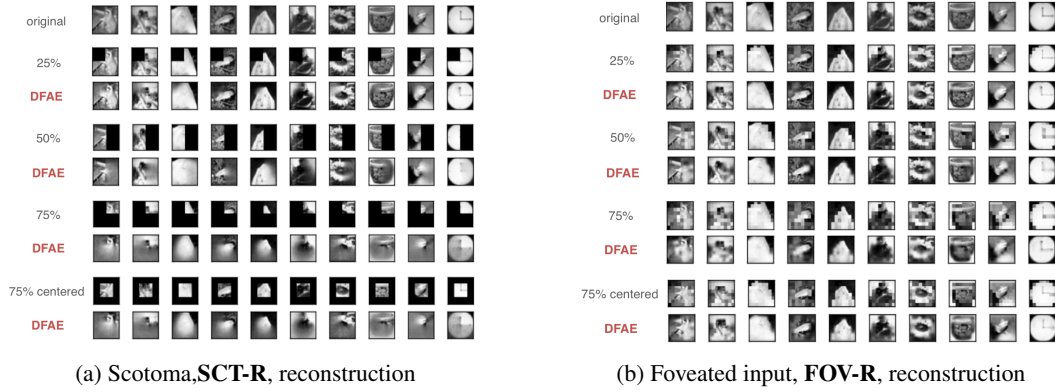 original
25%
DFAE
50%
DFAE
75%
DFAE
75% centered
DFAE
(a) Scotoma,SCT-R, reconstruction
original
25%
DFAE
50%
DFAE
75%
DFAE
75% centered
DFAE
(b) Foveated input, FOV-R, reconstruction